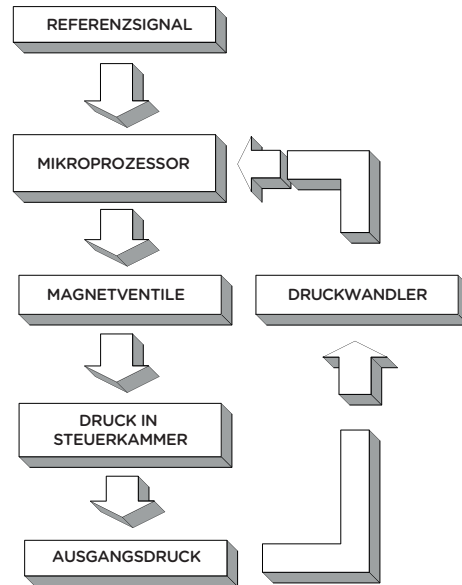 REFERENZSIGNAL
MIKROPROZESSOR
MAGNETVENTILE
DRUCKWANDLER
DRUCK IN
STEUERKAMMER
AUSGANGSDRUCK